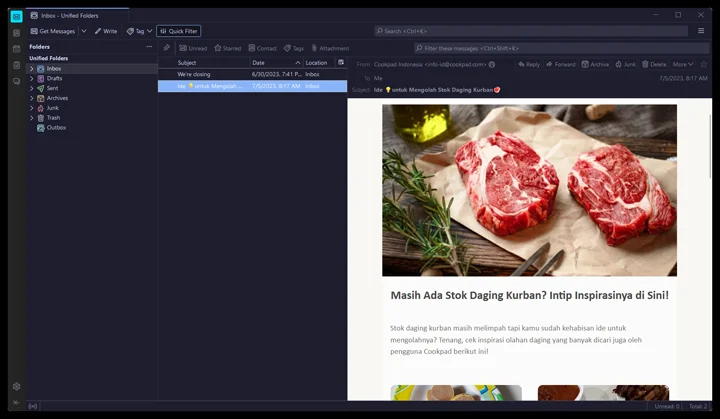 Inbox - Unified Folders
Get Messages
Write
Tag
Quick Filter
Search <Ctrl+K>
Folders
Unified Folders
Inbox
Drafts
Sent
Archives
Junk
Trash
Outbox
Unread
Starred
Contact
Tags
Attachment
Filter these messages <Ctrl+Shift+K>
Subject Date Location
We're closing 6/30/2023, 7:41 P... Inbox
Ide 💡untuk Mengolah ... 7/5/2023, 8:17 AM Inbox
From Cookpad Indonesia <info-id@cookpad.com>
Reply
Forward
Archive
Junk
Delete
More
To Me
7/5/2023, 8:17 AM
Subject Ide 💡untuk Mengolah Stok Daging Kurban🥩
Masih Ada Stok Daging Kurban? Intip Inspirasinya di Sini!
Stok daging kurban masih melimpah tapi kamu sudah kehabisan ide untuk
mengolahnya? Tenang, cek inspirasi olahan daging yang banyak dicari juga oleh
pengguna Cookpad berikut ini!
Unread: 0
Total: 2